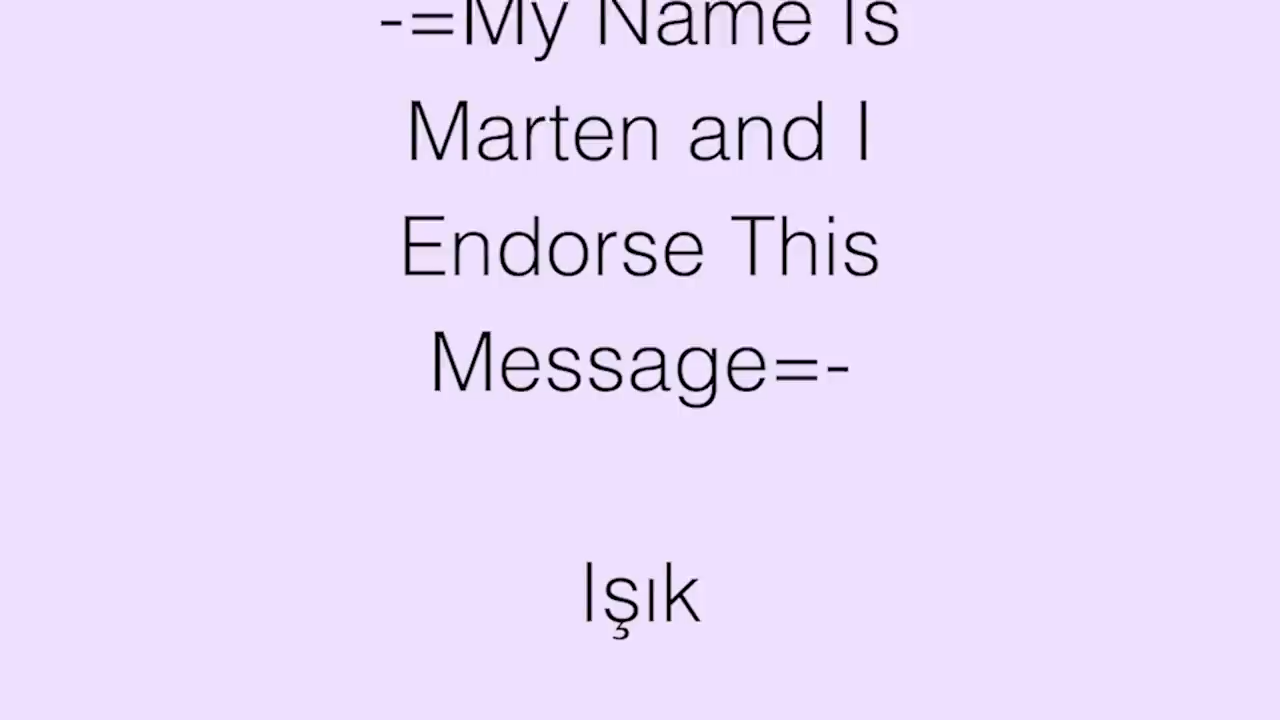 -=My Name Is
Marten and I
Endorse This
Message=-
Işık